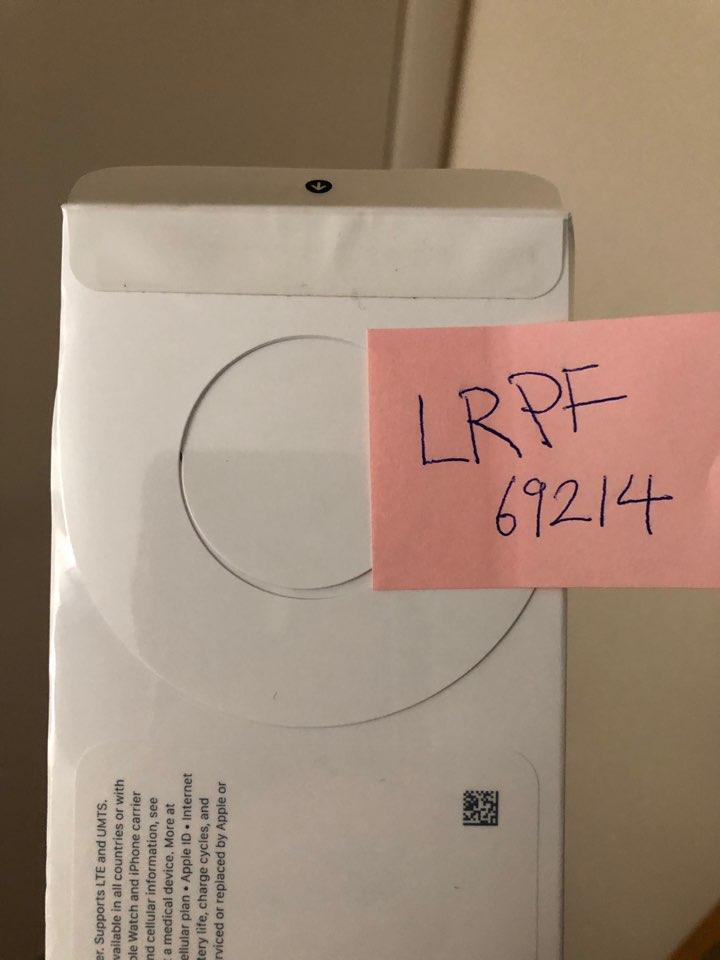 LRPF
69214
er. Supports LTE and UMTS.
vailable in all countries or with
ple Watch and iPhone carrier
nd cellular information, see
t a medical device. More at
ellular plan • Apple ID • Internet
tery life, charge cycles, and
rviced or replaced by Apple or